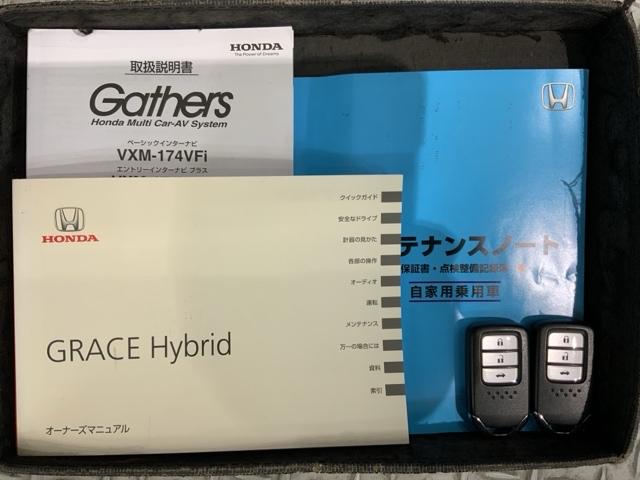 HONDA
The Power of Dreams
取扱説明書
Gathers
Honda Multi Car-AV System
ベーシックインターナビ
VXM-174VFi
エントリーインターナビ プラス
テナンスノート
保証書・点検整備記録簿
自家用乗用車
HONDA
GRACE Hybrid
オーナーズマニュアル
クイックガイド
安全なドライブ
計器の見かた
各部の操作
オーディオ
運転
メンテナンス
万一の場合には
資料
索引